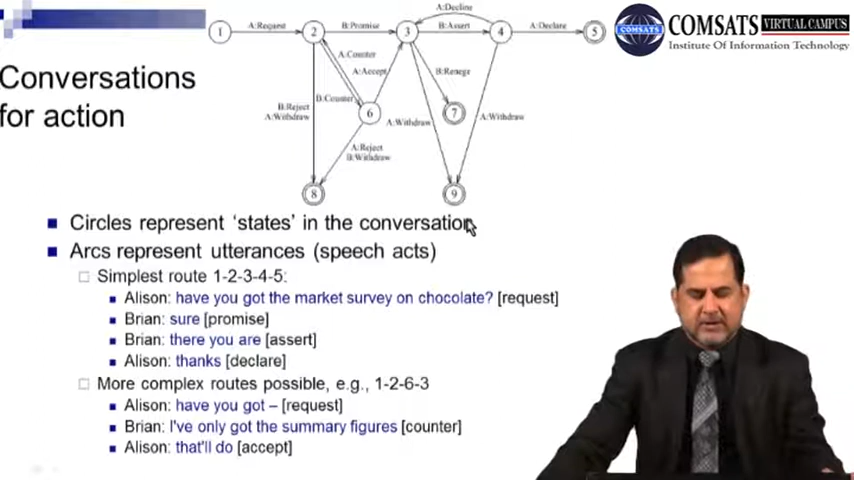 A:Decline
1
A:Request
2
B:Promise
3
B:Assert
4
A:Declare
5
A:Counter
A:Accept
B:Renege
B:Reject
A:Withdraw
B:Counter
6
A:Withdraw
7
A:Withdraw
A:Reject
B:Withdraw
8
9
COMSATS VIRTUAL CAMPUS
COMSATS
Institute Of Information Technology
Conversations
for action
Circles represent ‘states’ in the conversation
Arcs represent utterances (speech acts)
Simplest route 1-2-3-4-5:
Alison: have you got the market survey on chocolate? [request]
Brian: sure [promise]
Brian: there you are [assert]
Alison: thanks [declare]
More complex routes possible, e.g., 1-2-6-3
Alison: have you got – [request]
Brian: I've only got the summary figures [counter]
Alison: that'll do [accept]